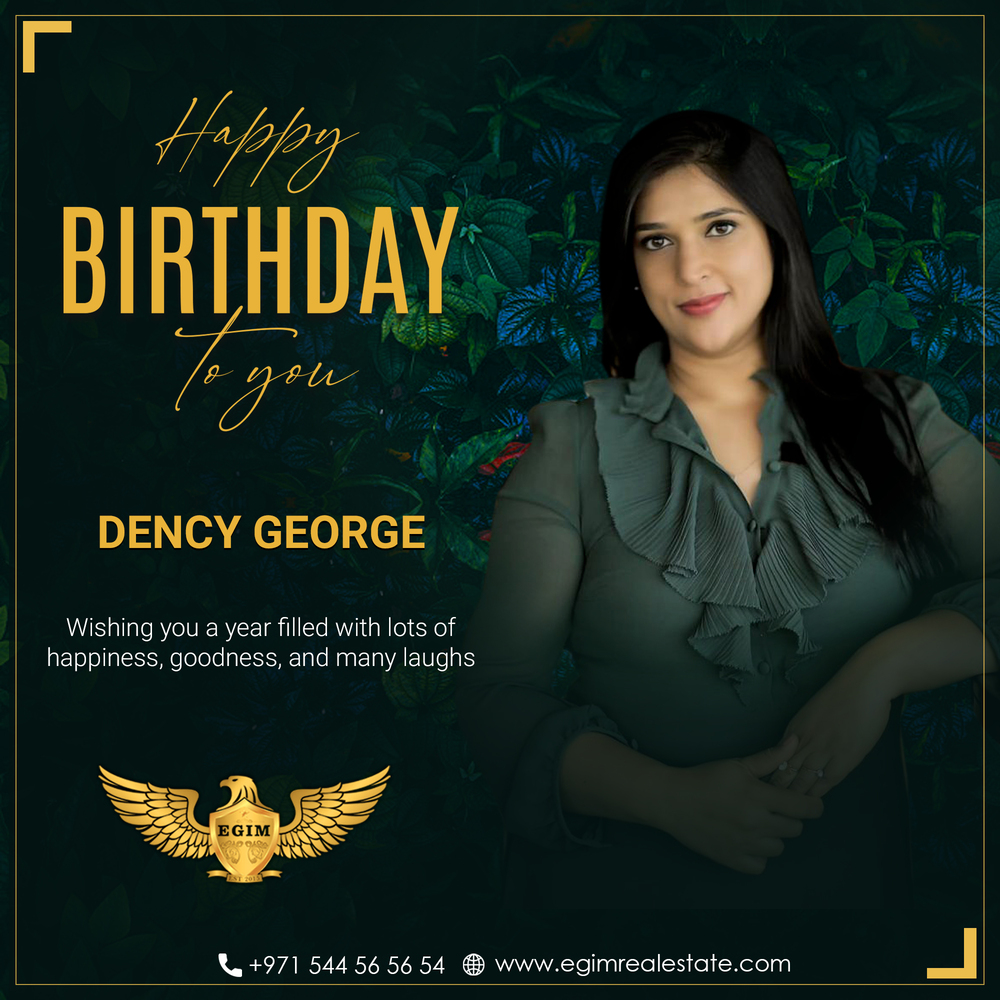 Happy
BIRTHDAY
To you
DENCY GEORGE
Wishing you a year filled with lots of
happiness, goodness, and many laughs
EGIM
+971 544 56 56 54 www.egimrealestate.com